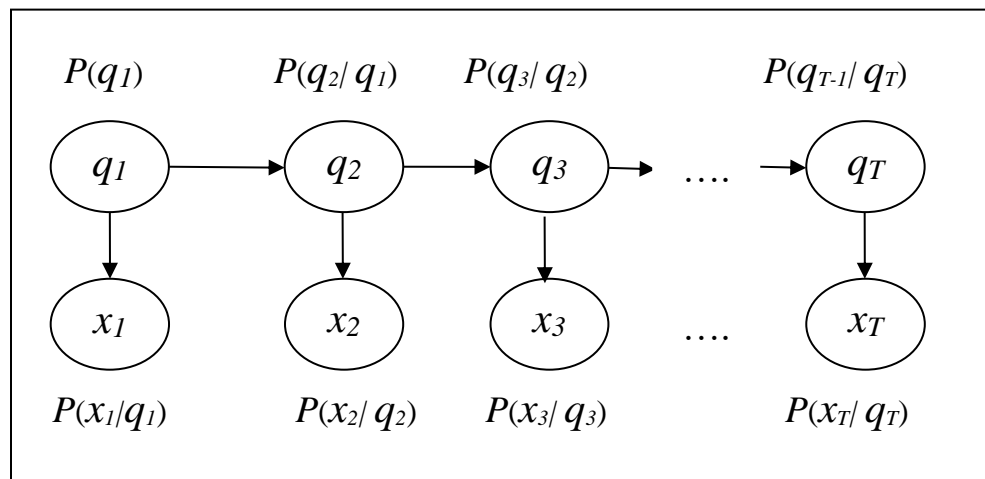 P(q1) P(q2/ q1) P(q3/ q2) P(qT-1/ qT)
q1 q2 q3 .... qT
x1 x2 x3 .... xT
P(x1/q1) P(x2/ q2) P(x3/ q3) P(xT/ qT)